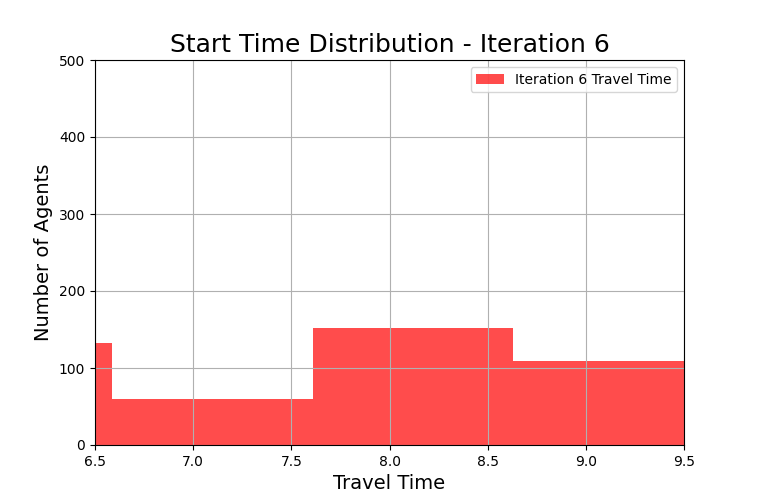 Start Time Distribution - Iteration 6
Iteration 6 Travel Time
Number of Agents
500
400
300
200
100
0
6.5 7.0 7.5 8.0 8.5 9.0 9.5
Travel Time